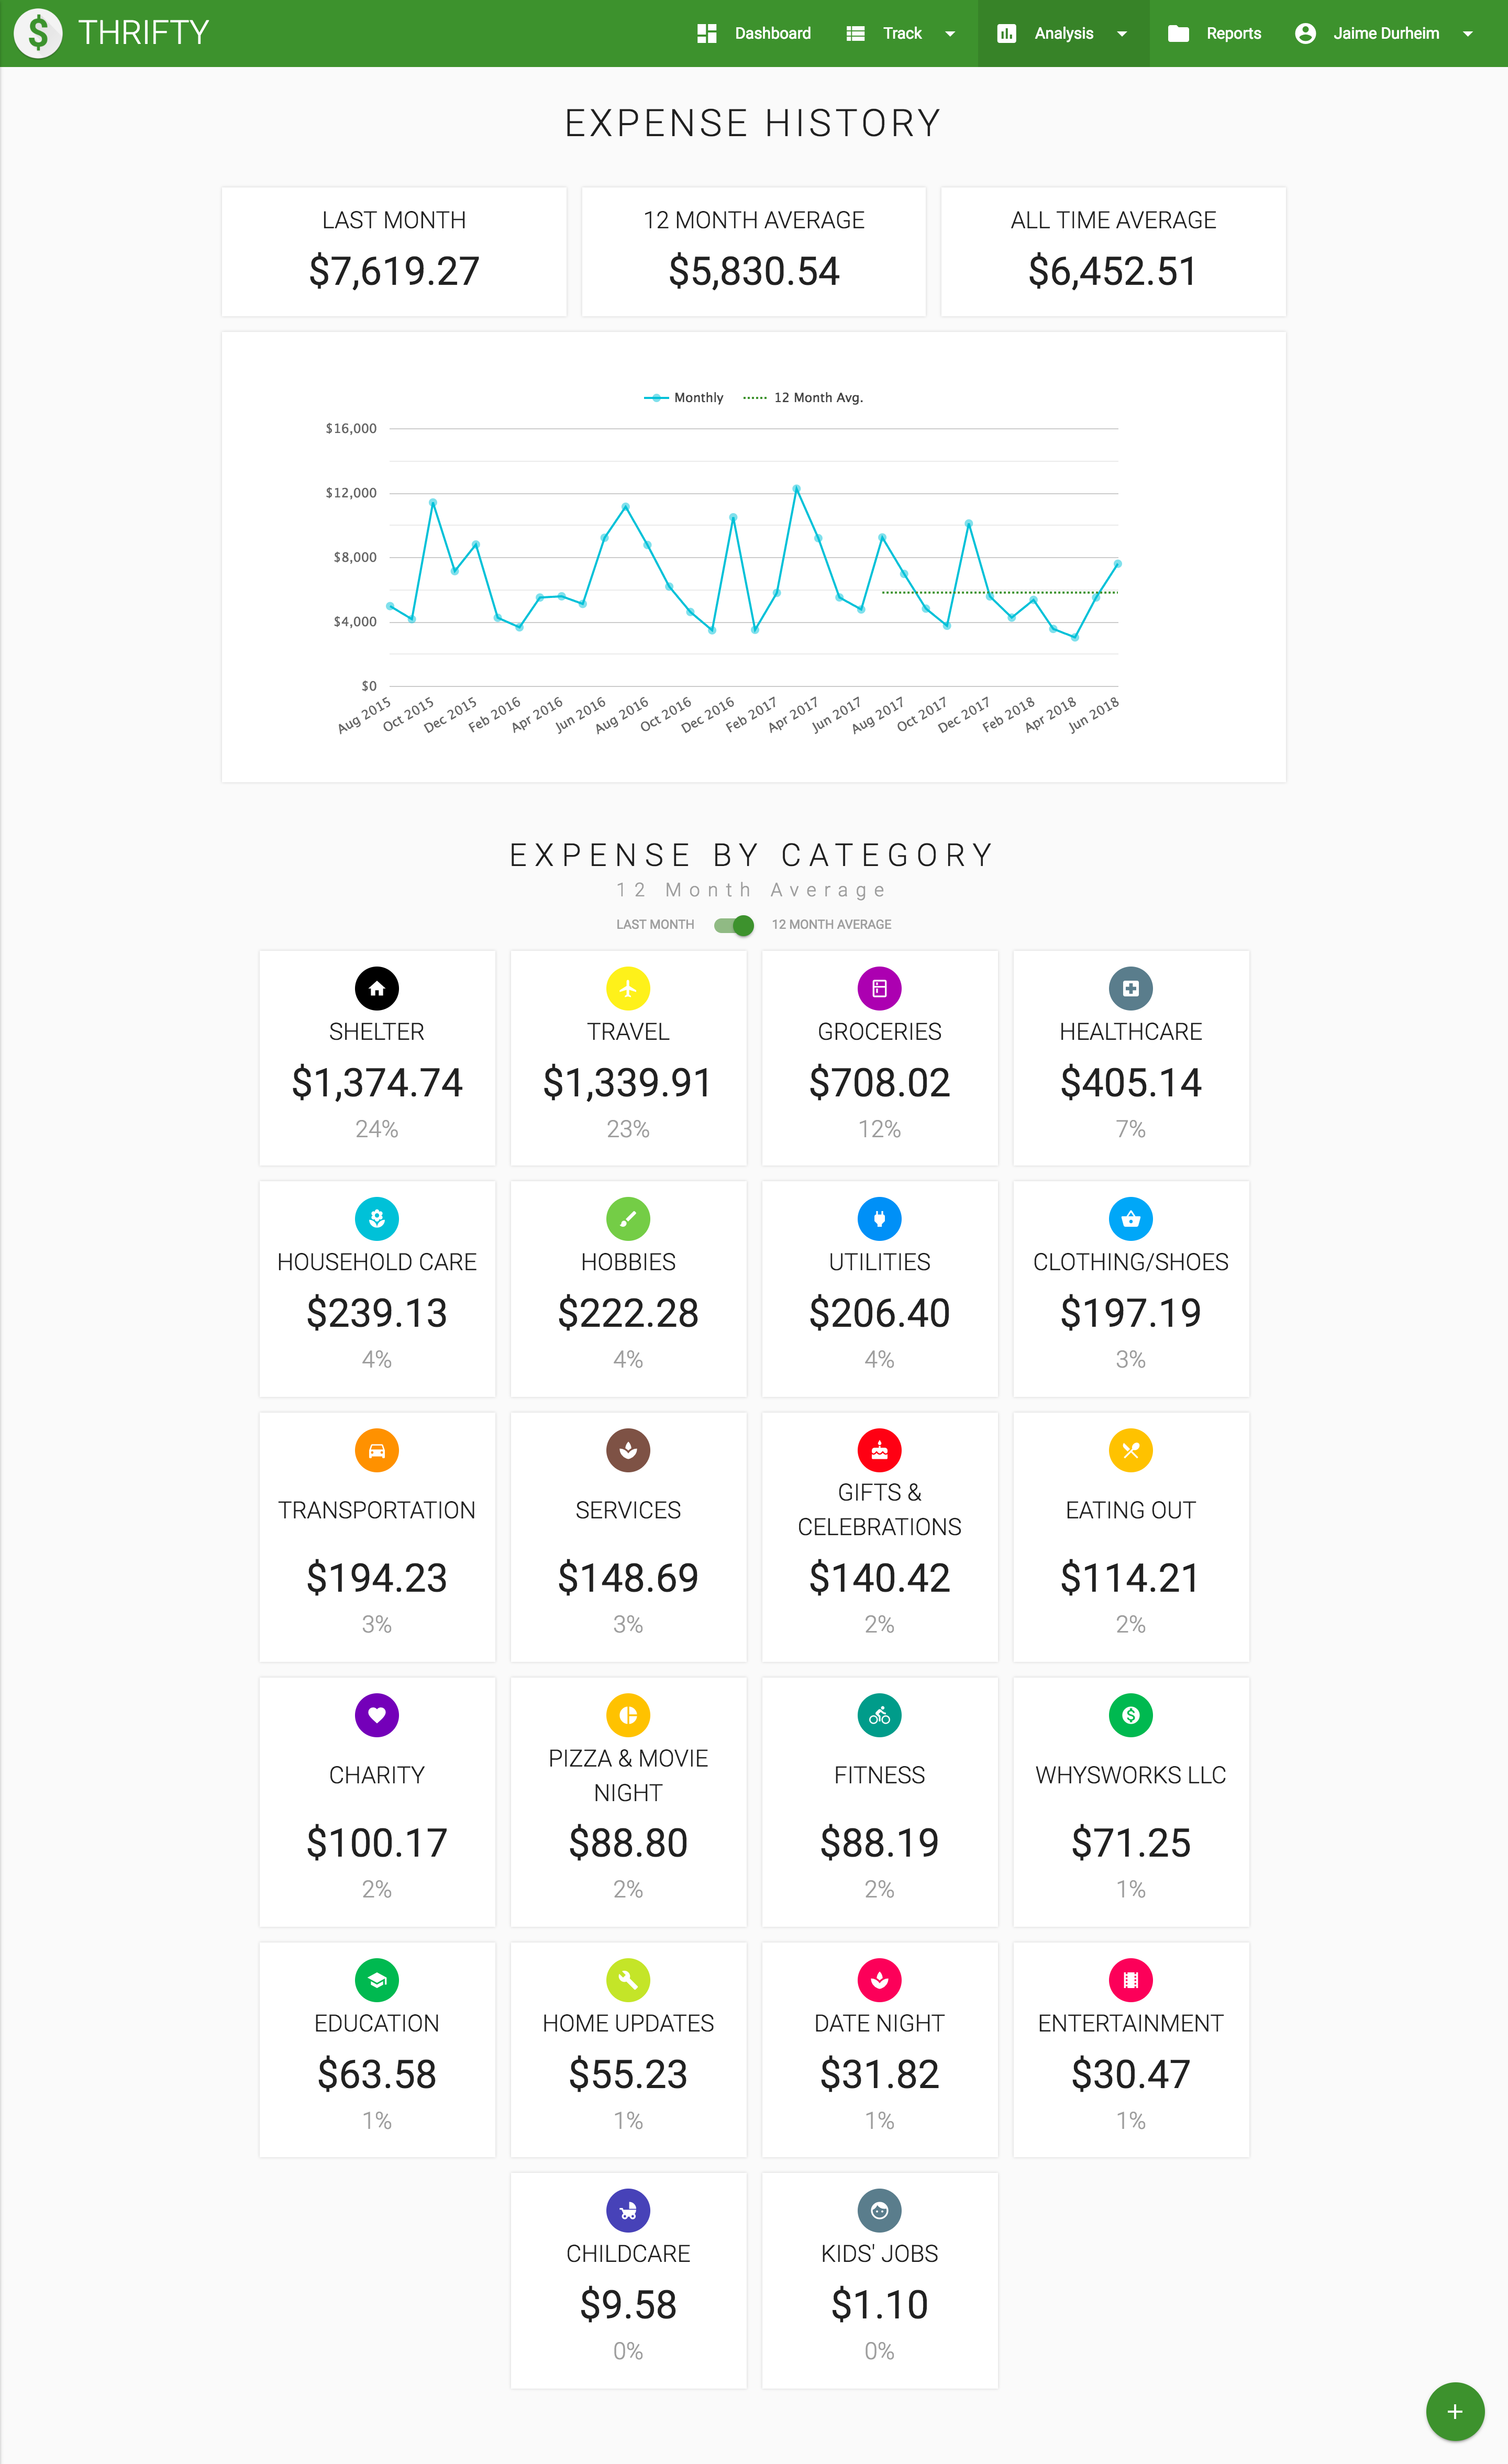 THRIFTY
Dashboard Track Analysis Reports Jaime Durheim
EXPENSE HISTORY
LAST MONTH
$7,619.27
12 MONTH AVERAGE
$5,830.54
ALL TIME AVERAGE
$6,452.51
Monthly 12 Month Avg.
$16,000
$12,000
$8,000
$4,000
$0
Aug 2015 Oct 2015 Dec 2015 Feb 2016 Apr 2016 Jun 2016 Aug 2016 Oct 2016 Dec 2016 Feb 2017 Apr 2017 Jun 2017 Aug 2017 Oct 2017 Dec 2017 Feb 2018 Apr 2018 Jun 2018
EXPENSE BY CATEGORY
12 Month Average
LAST MONTH 12 MONTH AVERAGE
SHELTER
$1,374.74
24%
TRAVEL
$1,339.91
23%
GROCERIES
$708.02
12%
HEALTHCARE
$405.14
7%
HOUSEHOLD CARE
$239.13
4%
HOBBIES
$222.28
4%
UTILITIES
$206.40
4%
CLOTHING/SHOES
$197.19
3%
TRANSPORTATION
$194.23
3%
SERVICES
$148.69
3%
GIFTS &
CELEBRATIONS
$140.42
2%
EATING OUT
$114.21
2%
CHARITY
$100.17
2%
PIZZA & MOVIE
NIGHT
$88.80
2%
FITNESS
$88.19
2%
WHYSWORKS LLC
$71.25
1%
EDUCATION
$63.58
1%
HOME UPDATES
$55.23
1%
DATE NIGHT
$31.82
1%
ENTERTAINMENT
$30.47
1%
CHILDCARE
$9.58
0%
KIDS' JOBS
$1.10
0%